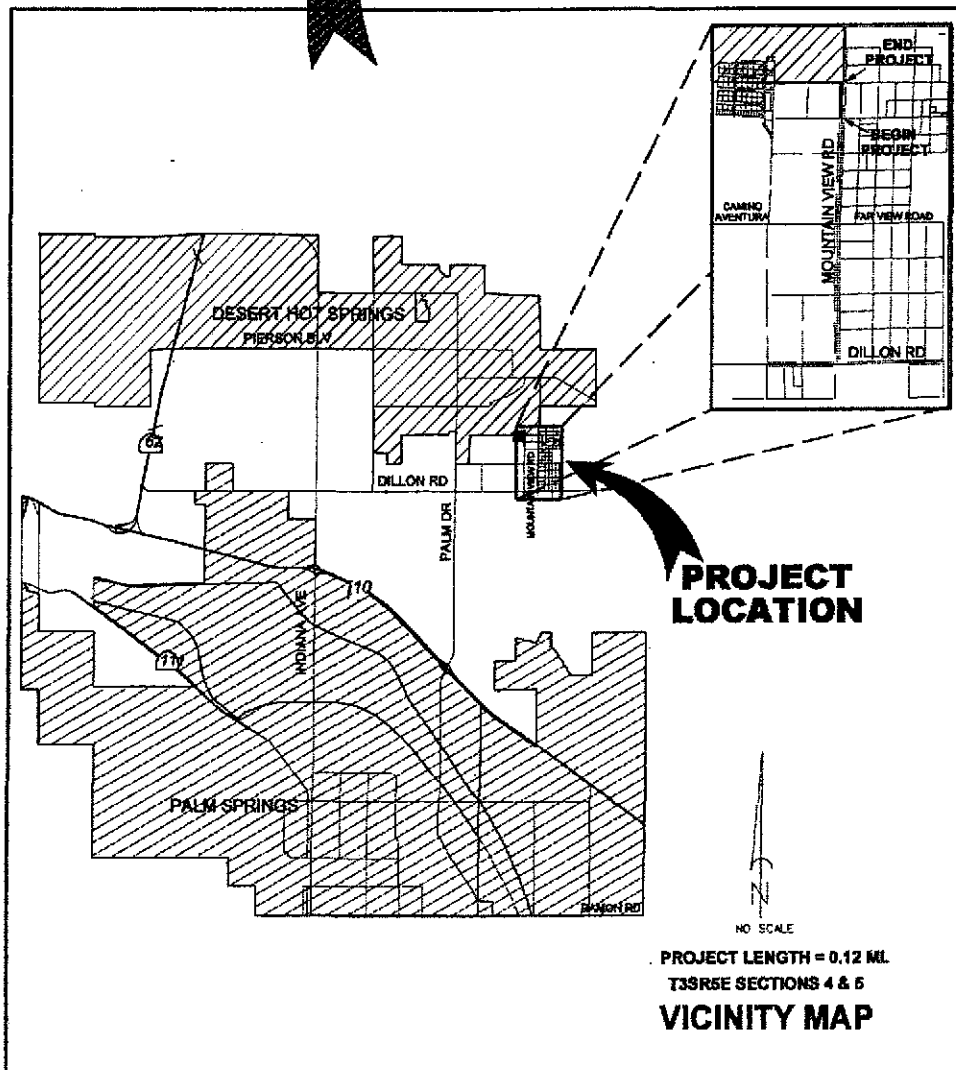 END
PROJECT
BEGIN
PROJECT
MOUNTAIN VIEW RD
CAMINO
AVENTURA
FAR VIEW ROAD
DILLON RD
DESERT HOT SPRINGS
PIERSON BLV
62
DILLON RD
MOUNTAIN VIEW RD
PALM DR
PROJECT
LOCATION
10
INDIANA AVE
111
PALM SPRINGS
RAMON RD
N
NO SCALE
PROJECT LENGTH = 0.12 MI.
T3SR5E SECTIONS 4 & 5
VICINITY MAP